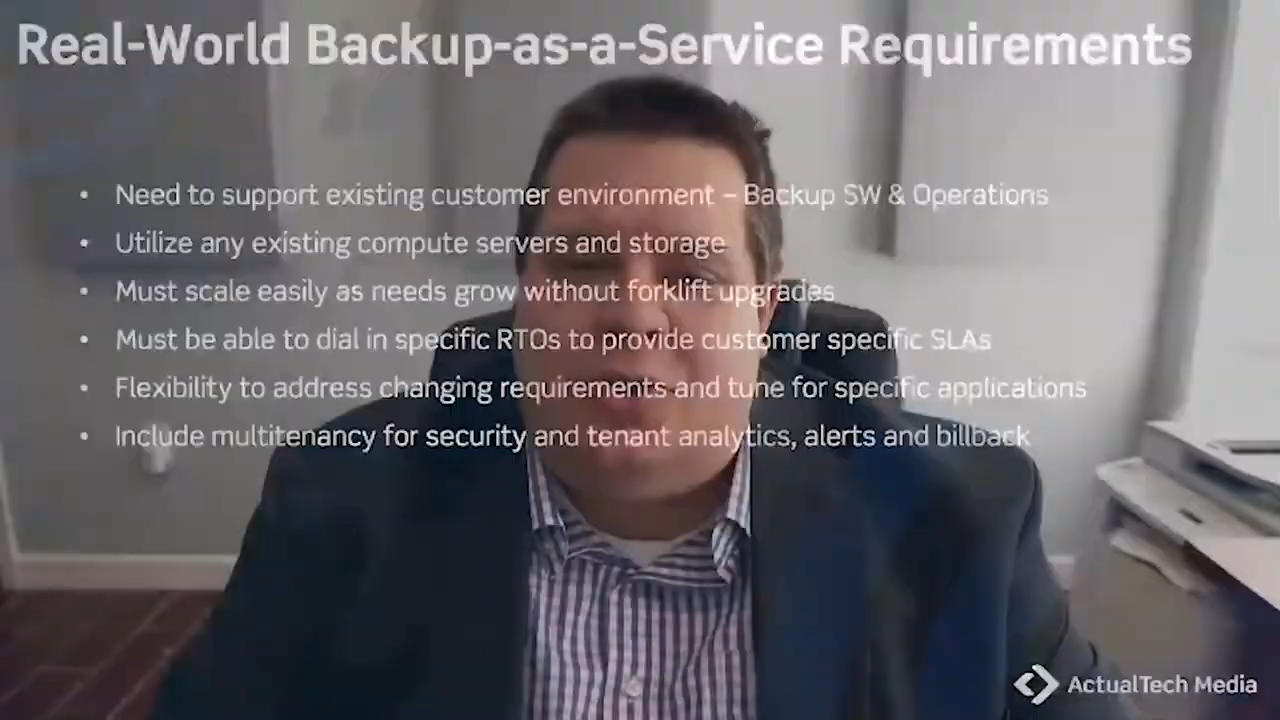 Real-World Backup-as-a-Service Requirements
• Need to support existing customer environment – Backup SW & Operations
• Utilize any existing compute servers and storage
• Must scale easily as needs grow without forklift upgrades
• Must be able to dial in specific RTOs to provide customer specific SLAs
• Flexibility to address changing requirements and tune for specific applications
• Include multitenancy for security and tenant analytics, alerts and billback
ActualTech Media